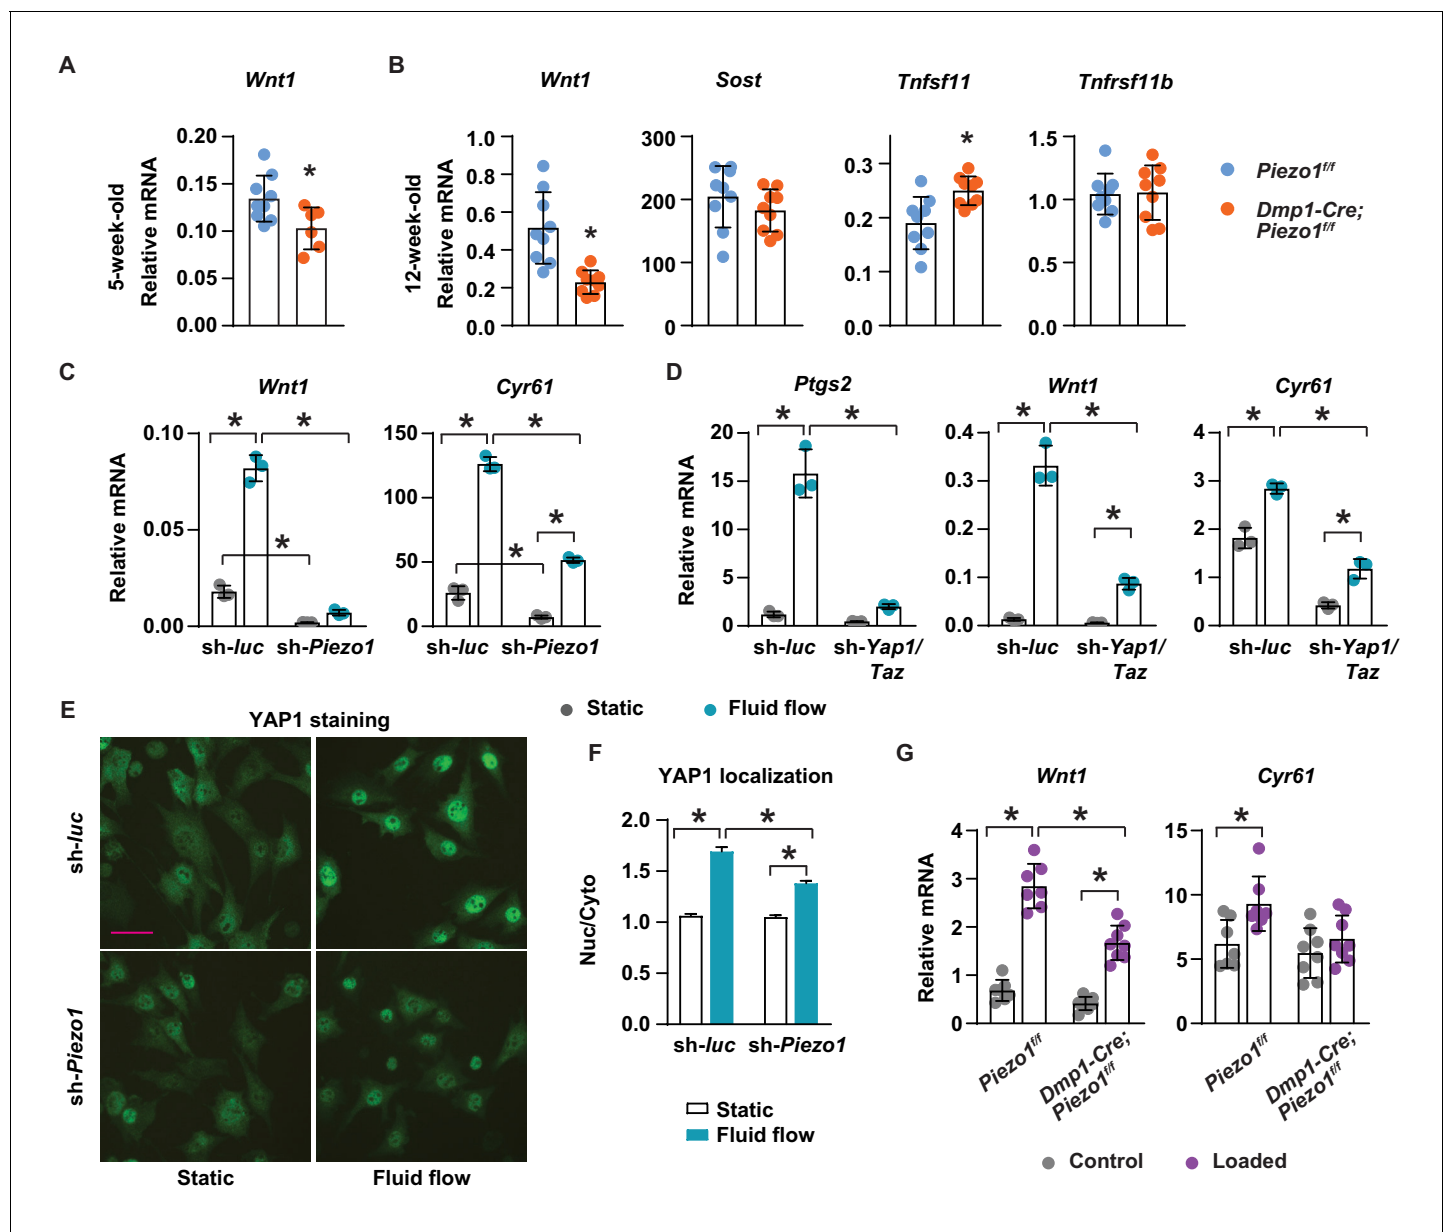 A
B
Wnt1
Wnt1
Sost
Tnfsf11
Tnfrsf11b
5-week-old
Relative mRNA
0.20
0.15
0.10
0.05
0.00
*
12-week-old
Relative mRNA
1.0
0.8
0.6
0.4
0.2
0.0
*
300
200
100
0
0.3
0.2
0.1
0.0
*
1.5
1.0
0.5
0.0
Piezo1f/f
Dmp1-Cre;
Piezo1f/f
C
Wnt1
Cyr61
Relative mRNA
0.10
0.05
0.00
* *
*
sh-luc sh-Piezo1
150
100
50
0
* *
*
*
sh-luc sh-Piezo1
D
Ptgs2
Wnt1
Cyr61
Relative mRNA
20
15
10
5
0
* *
sh-luc sh-Yap1/
Taz
0.4
0.3
0.2
0.1
0.0
* *
*
sh-luc sh-Yap1/
Taz
4
3
2
1
0
* *
*
sh-luc sh-Yap1/
Taz
Static Fluid flow
E
YAP1 staining
sh-luc
sh-Piezo1
Static Fluid flow
F
YAP1 localization
Nuc/Cyto
2.0
1.5
1.0
0.5
0.0
* *
*
sh-luc sh-Piezo1
Static
Fluid flow
G
Wnt1
Cyr61
Relative mRNA
4
3
2
1
0
* *
*
Piezo1f/f
Dmp1-Cre;
Piezo1f/f
15
10
5
0
*
Piezo1f/f
Dmp1-Cre;
Piezo1f/f
Control Loaded